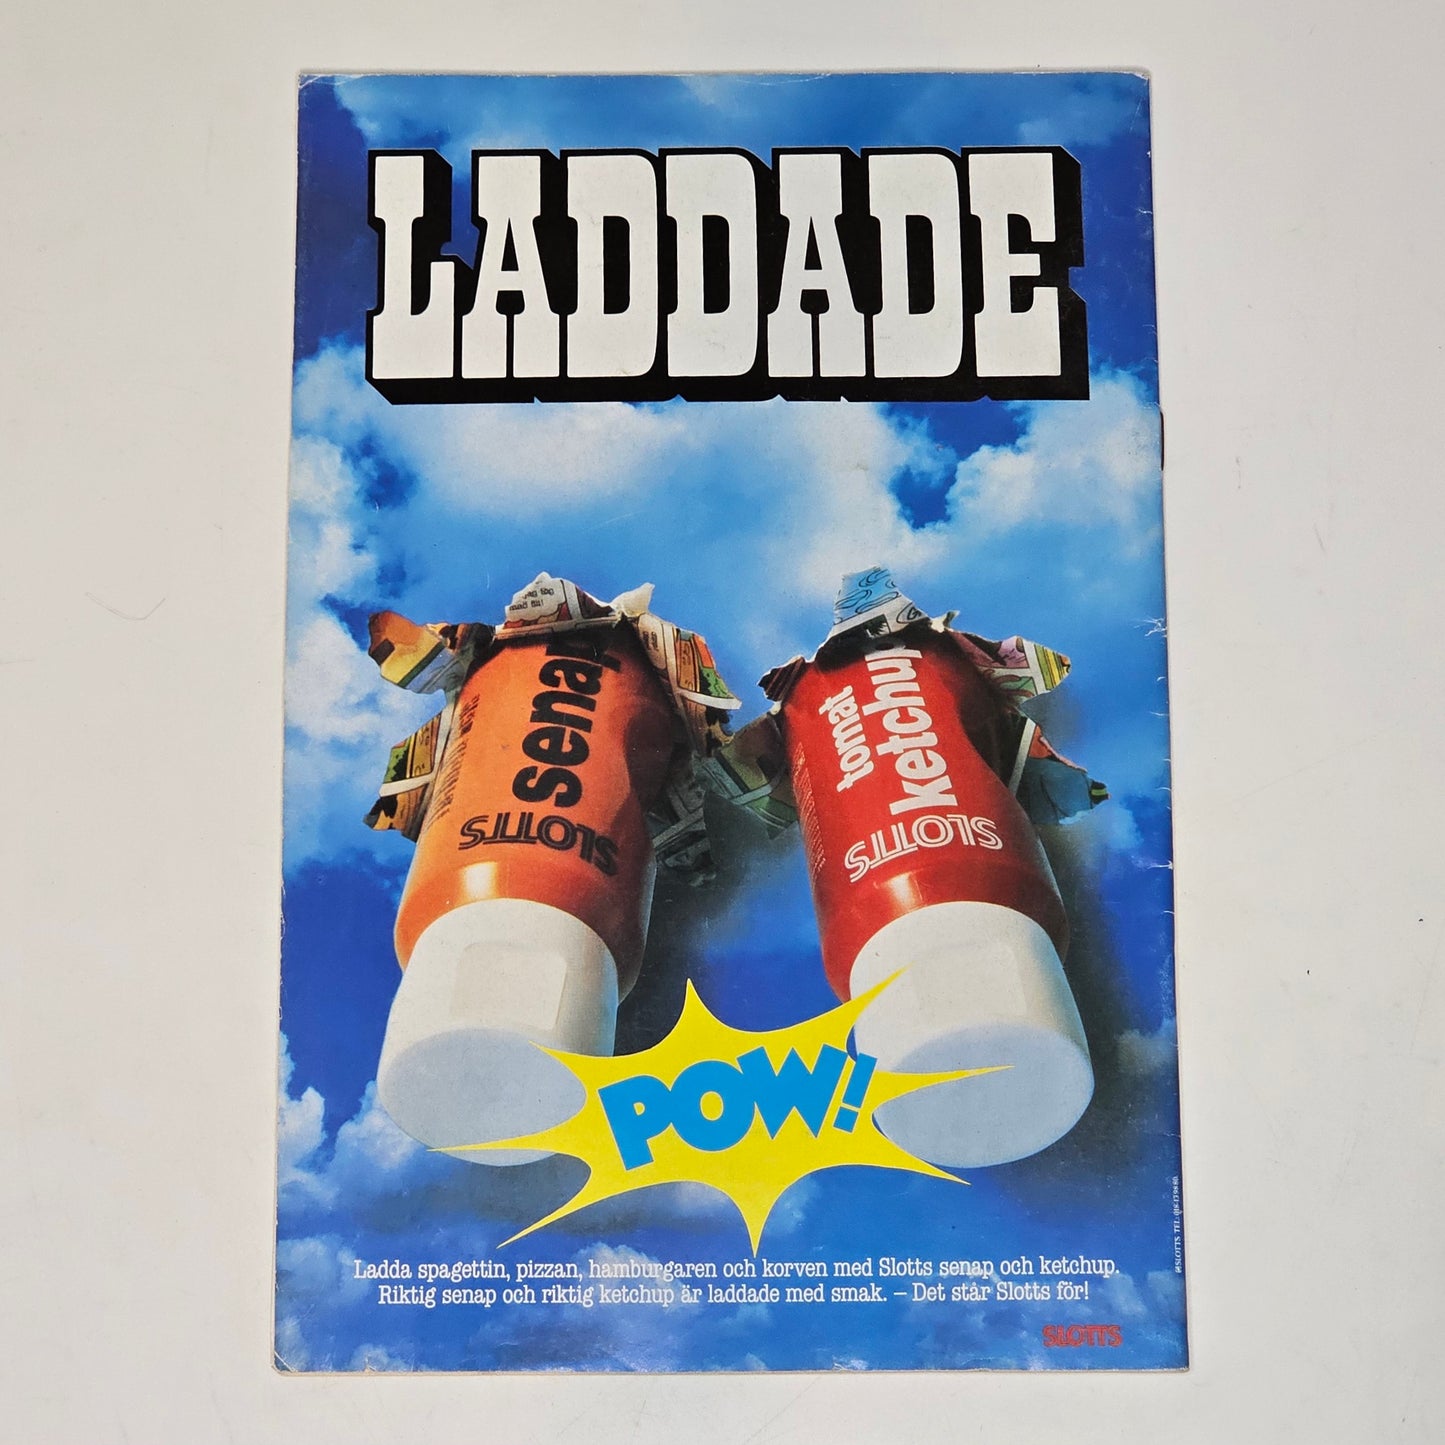 LADDADE
senap
SLOTTS
tomat
ketchup
SLOTTS
POW!
Ladda spagettin, pizzan, hamburgaren och korven med Slotts senap och ketchup.
Riktig senap och riktig ketchup är laddade med smak. – Det står Slotts för!
SLOTTS